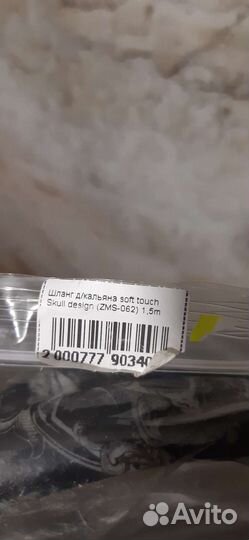 Шланг д/кальяна soft touch
Skull design (ZMS-062) 1,5m
2 000777 90340
Avito